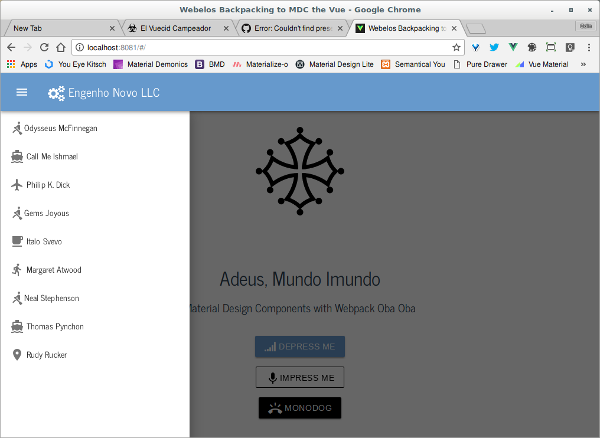 Webelos Backpacking to MDC the Vue - Google Chrome
New Tab
El Vuecid Campeador
Error: Couldn't find pres
Webelos Backpacking to
localhost:8081/#/
Apps
You Eye Kitsch
Material Demonics
BMD
Materialize-o
Material Design Lite
Semantical You
Pure Drawer
Vue Material
»
Engenho Novo LLC
Odysseus McFinnegan
Call Me Ishmael
Philip K. Dick
Gems Joyous
Italo Svevo
Margaret Atwood
Neal Stephenson
Thomas Pynchon
Rudy Rucker
Adeus, Mundo Imundo
Material Design Components with Webpack Oba Oba
DEPRESS ME
IMPRESS ME
MONODOG